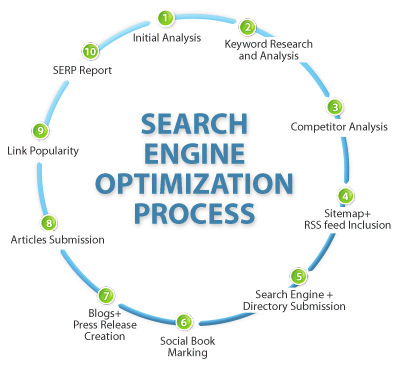 1
Initial Analysis
2
Keyword Research
and Analysis
3
Competitor Analysis
4
Sitemap+
RSS feed Inclusion
5
Search Engine +
Directory Submission
6
Social Book
Marking
7
Blogs+
Press Release
Creation
8
Articles Submission
9
Link Popularity
10
SERP Report
SEARCH
ENGINE
OPTIMIZATION
PROCESS